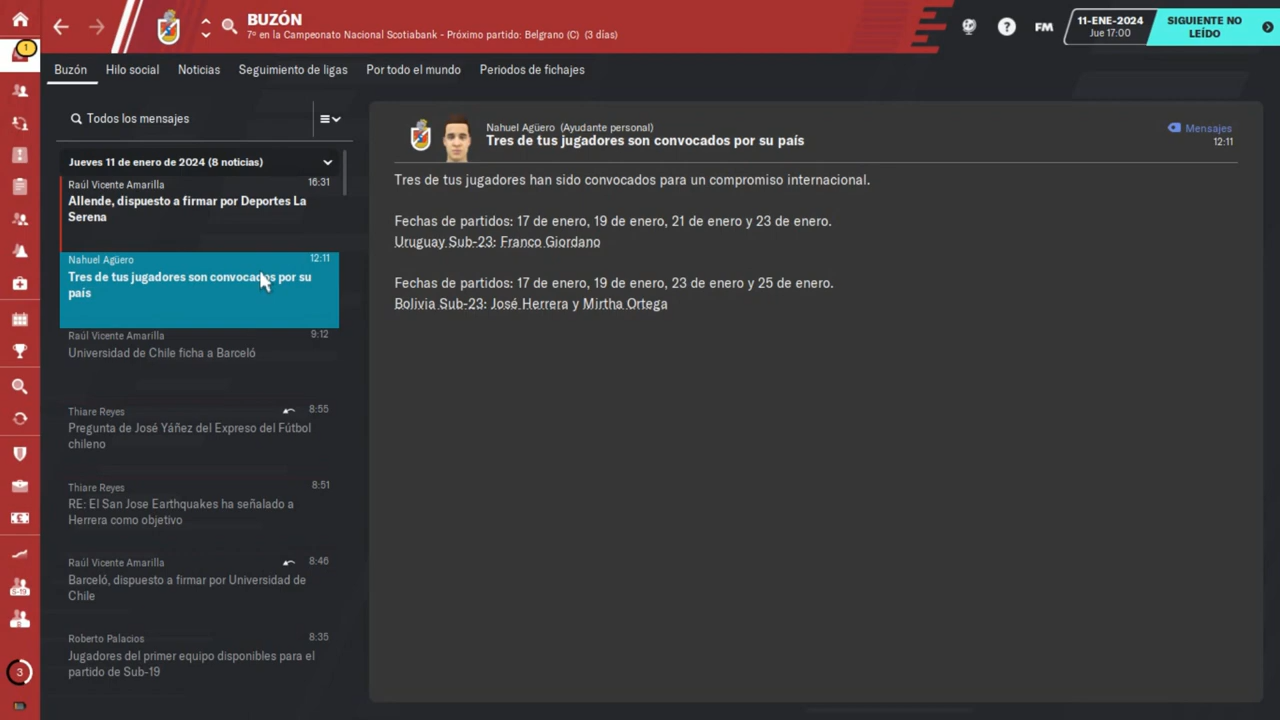 BUZÓN
7º en la Campeonato Nacional Scotiabank - Próximo partido: Belgrano (C) (3 días)
FM
11-ENE-2024
Jue 17:00
SIGUIENTE NO
LEÍDO
1
Buzón
Hilo social
Noticias
Seguimiento de ligas
Por todo el mundo
Periodos de fichajes
Todos los mensajes
Jueves 11 de enero de 2024 (8 noticias)
Raúl Vicente Amarilla 16:31
Allende, dispuesto a firmar por Deportes La
Serena
Nahuel Agüero 12:11
Tres de tus jugadores son convocados por su
país
Raúl Vicente Amarilla 9:12
Universidad de Chile ficha a Barceló
Thiare Reyes 8:55
Pregunta de José Yáñez del Expreso del Fútbol
chileno
Thiare Reyes 8:51
RE: El San Jose Earthquakes ha señalado a
Herrera como objetivo
Raúl Vicente Amarilla 8:46
Barceló, dispuesto a firmar por Universidad de
Chile
Roberto Palacios 8:35
Jugadores del primer equipo disponibles para el
partido de Sub-19
3
Nahuel Agüero (Ayudante personal)
Tres de tus jugadores son convocados por su país
Mensajes
12:11
Tres de tus jugadores han sido convocados para un compromiso internacional.
Fechas de partidos: 17 de enero, 19 de enero, 21 de enero y 23 de enero.
Uruguay Sub-23: Franco Giordano
Fechas de partidos: 17 de enero, 19 de enero, 23 de enero y 25 de enero.
Bolivia Sub-23: José Herrera y Mirtha Ortega